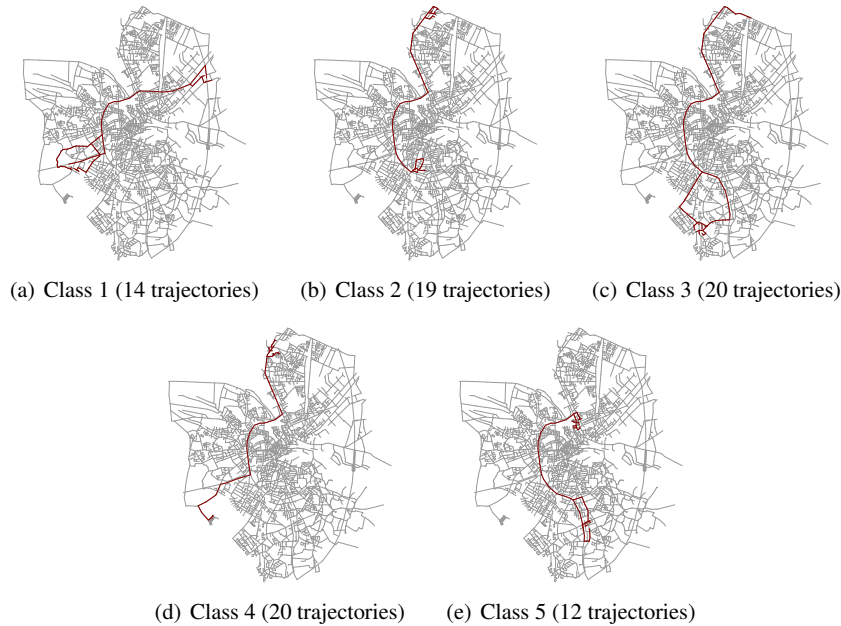 (a) Class 1 (14 trajectories) (b) Class 2 (19 trajectories) (c) Class 3 (20 trajectories)
(d) Class 4 (20 trajectories) (e) Class 5 (12 trajectories)